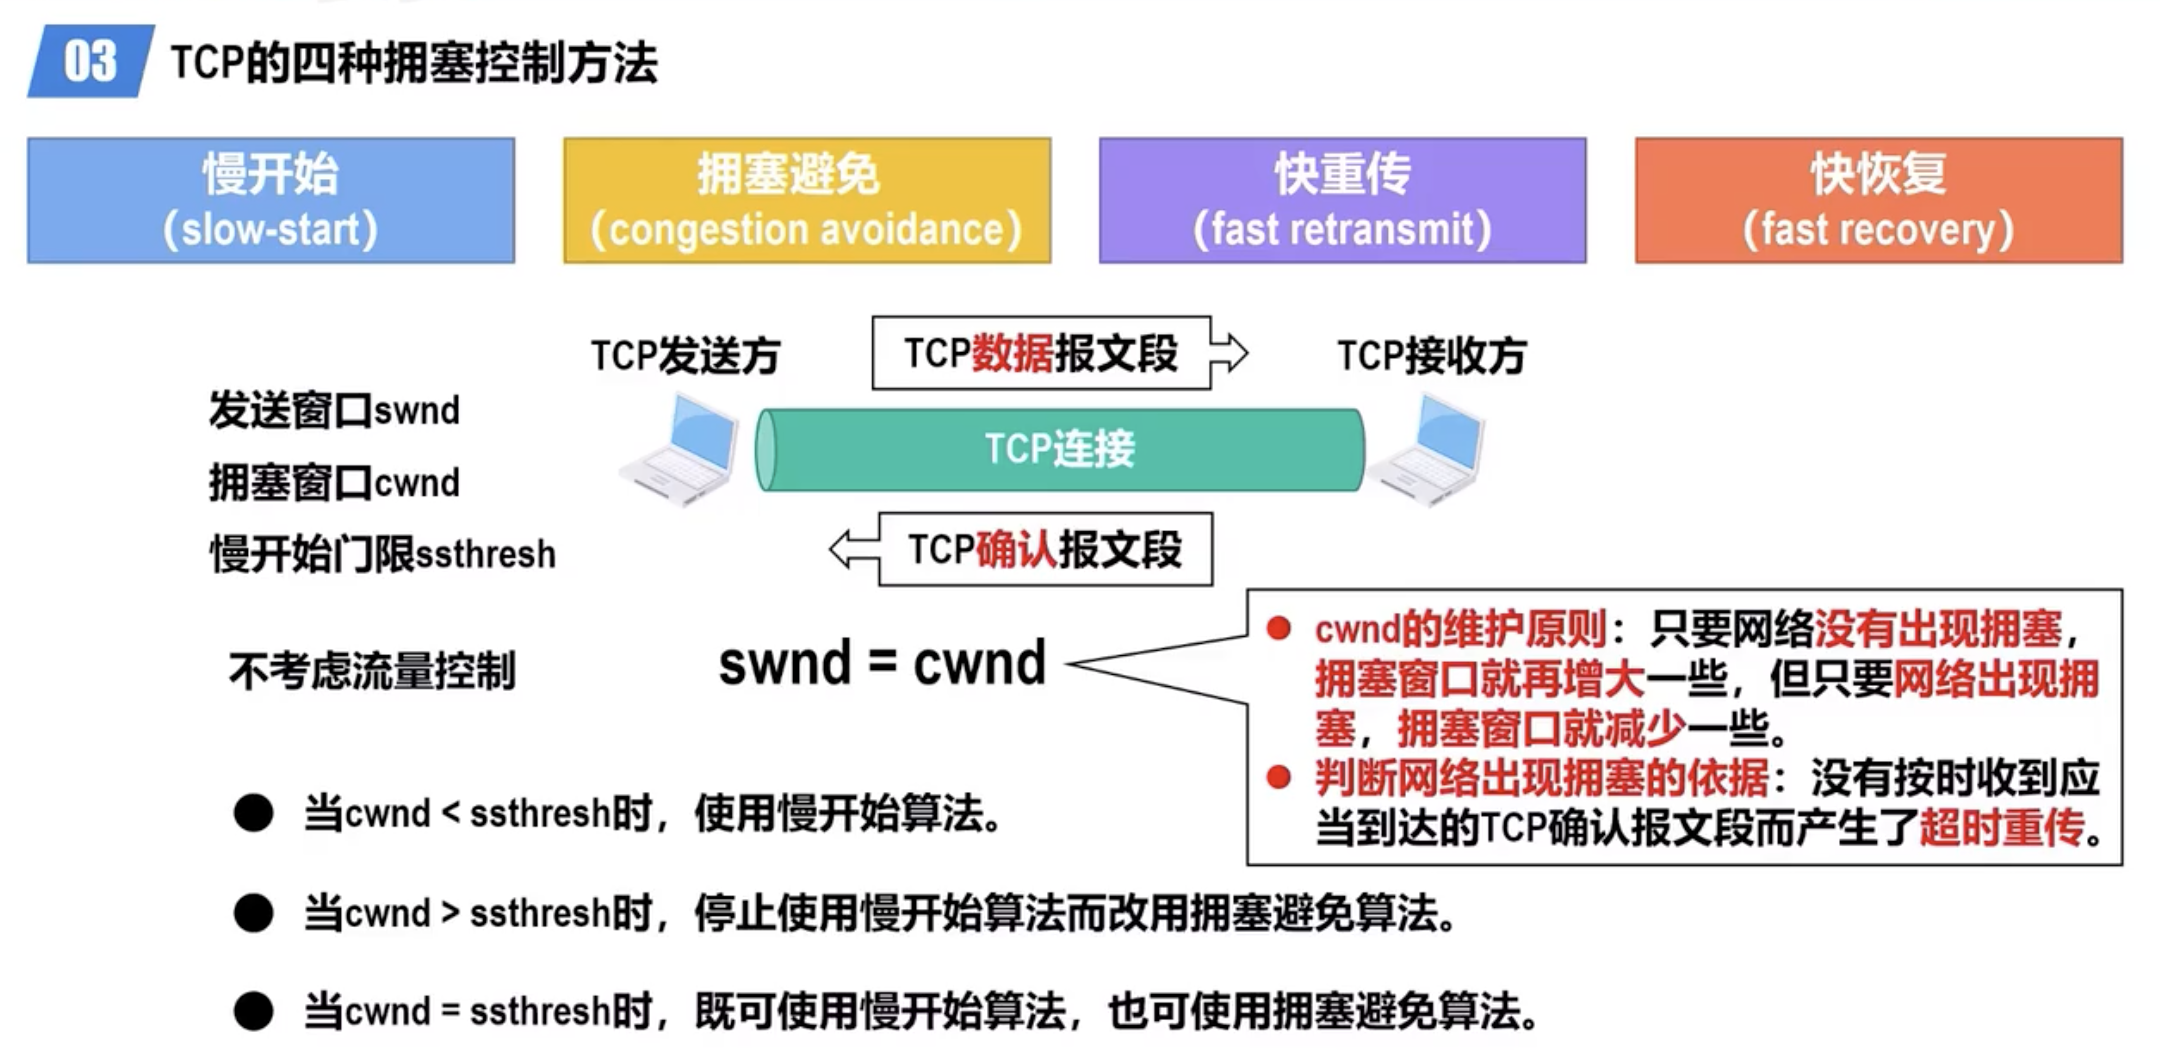 03 TCP的四种拥塞控制方法
慢开始
(slow-start)
拥塞避免
(congestion avoidance)
快重传
(fast retransmit)
快恢复
(fast recovery)
TCP发送方
TCP数据报文段
TCP接收方
发送窗口swnd
拥塞窗口cwnd
慢开始门限ssthresh
TCP连接
TCP确认报文段
不考虑流量控制
swnd = cwnd
cwnd的维护原则：只要网络没有出现拥塞，
拥塞窗口就再增大一些，但只要网络出现拥
塞，拥塞窗口就减少一些。
判断网络出现拥塞的依据：没有按时收到应
当到达的TCP确认报文段而产生了超时重传。
● 当cwnd < ssthresh时，使用慢开始算法。
● 当cwnd > ssthresh时，停止使用慢开始算法而改用拥塞避免算法。
● 当cwnd = ssthresh时，既可使用慢开始算法，也可使用拥塞避免算法。